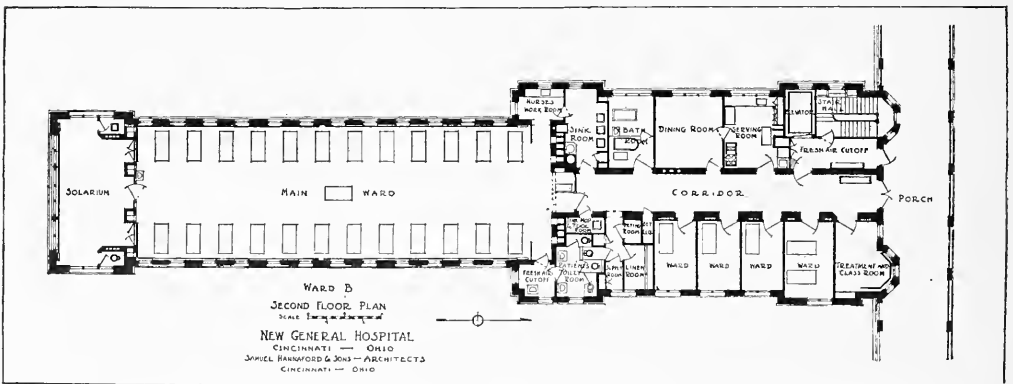 NURSES
WORK ROOM
SINK
ROOM
BATH
ROOM
DINING ROOM
SERVING
ROOM
ELEVATOR
STAIR
HALL
FRESH AIR CUTOFF
SOLARIUM
MAIN WARD
CORRIDOR
PORCH
PATIENTS
TOILET
ROOM
FRESH AIR
CUTOFF
LINEN
ROOM
WARD
WARD
WARD
WARD
TREATMENT AND
CLASS ROOM
WARD B
SECOND FLOOR PLAN
SCALE
NEW GENERAL HOSPITAL
CINCINNATI — OHIO
SAMUEL HANNAFORD & SONS — ARCHITECTS
CINCINNATI — OHIO